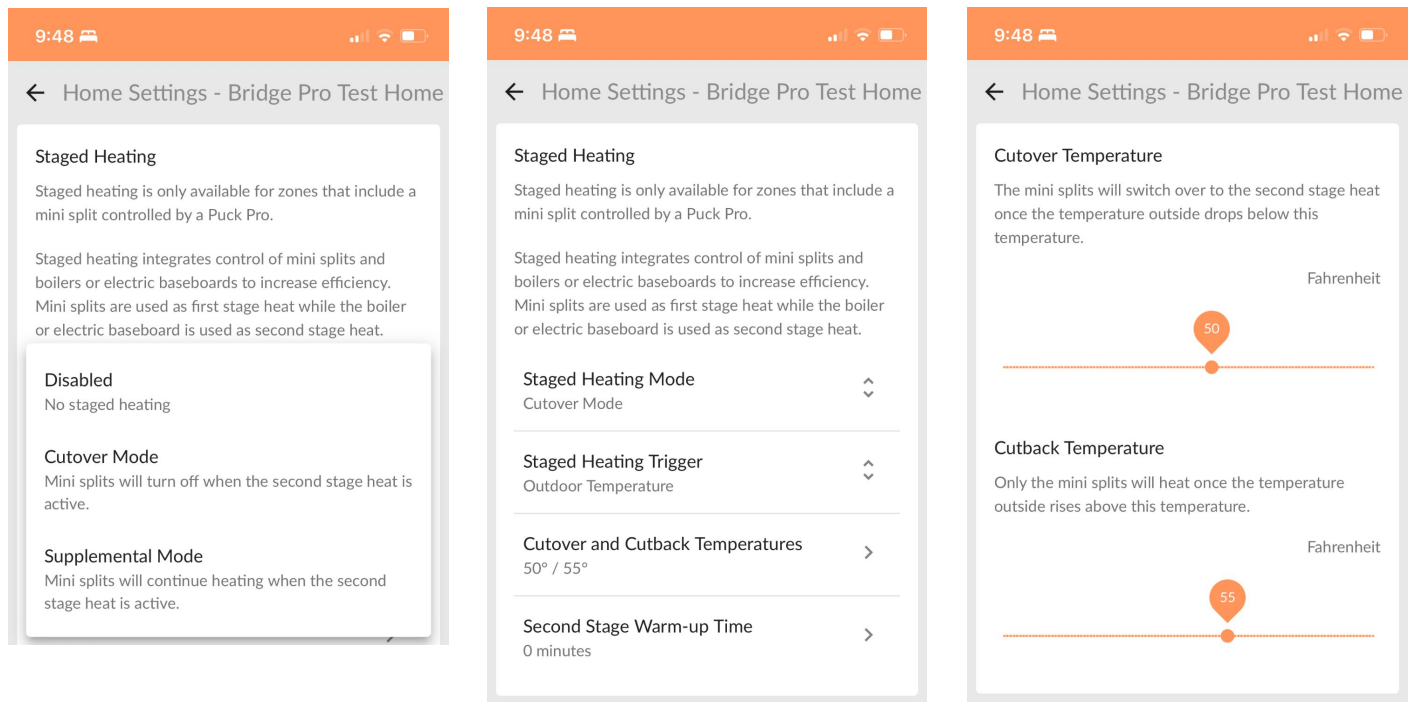 9:48
Home Settings - Bridge Pro Test Home
Staged Heating
Staged heating is only available for zones that include a
mini split controlled by a Puck Pro.
Staged heating integrates control of mini splits and
boilers or electric baseboards to increase efficiency.
Mini splits are used as first stage heat while the boiler
or electric baseboard is used as second stage heat.
Disabled
No staged heating
Cutover Mode
Mini splits will turn off when the second stage heat is
active.
Supplemental Mode
Mini splits will continue heating when the second
stage heat is active.
9:48
Home Settings - Bridge Pro Test Home
Staged Heating
Staged heating is only available for zones that include a
mini split controlled by a Puck Pro.
Staged heating integrates control of mini splits and
boilers or electric baseboards to increase efficiency.
Mini splits are used as first stage heat while the boiler
or electric baseboard is used as second stage heat.
Staged Heating Mode
Cutover Mode
Staged Heating Trigger
Outdoor Temperature
Cutover and Cutback Temperatures
50° / 55°
Second Stage Warm-up Time
0 minutes
9:48
Home Settings - Bridge Pro Test Home
Cutover Temperature
The mini splits will switch over to the second stage heat
once the temperature outside drops below this
temperature.
Fahrenheit
50
Cutback Temperature
Only the mini splits will heat once the temperature
outside rises above this temperature.
Fahrenheit
55